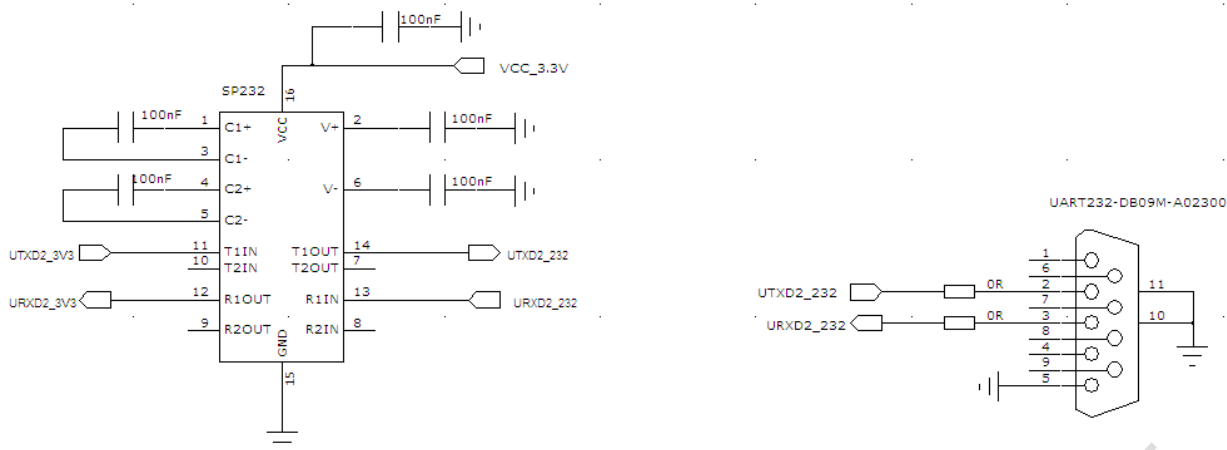 100nF
VCC_3.3V
SP232
16
VCC
100nF
1 C1+ V+ 2 100nF
3 C1-
100nF
4 C2+ V- 6 100nF
5 C2-
UTXD2_3V3 11 T1IN T1OUT 14 UTXD2_232
10 T2IN T2OUT 7
URXD2_3V3 12 R1OUT R1IN 13 URXD2_232
9 R2OUT R2IN 8
GND
15
UART232-DB09M-A02300
1
6
UTXD2_232 0R 2 11
7
URXD2_232 0R 3 10
8
4
9
5